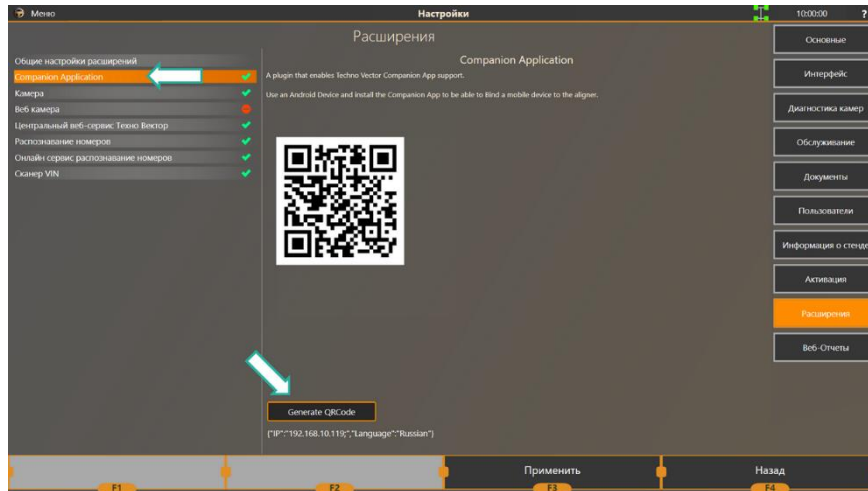 Меню
Настройки
10:00:00
?
Расширения
Общие настройки расширений
Companion Application
Камера
Веб камера
Центральный веб-сервис Техно Вектор
Распознавание номеров
Онлайн сервис распознавание номеров
Сканер VIN
Companion Application
A plugin that enables Techno Vector Companion App support.
Use an Android Device and install the Companion App to be able to Bind a mobile device to the aligner.
Generate QRCode
{"IP":"192.168.10.119;","Language":"Russian"}
Основные
Интерфейс
Диагностика камер
Обслуживание
Документы
Пользователи
Информация о стенде
Активация
Расширения
Веб-Отчеты
Применить
Назад
F1
F2
F3
F4